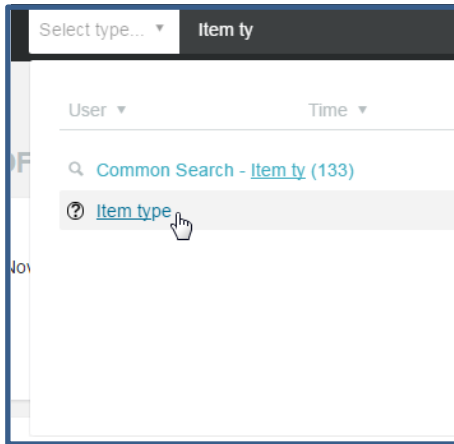 Select type... ▼ Item ty
User ▼ Time ▼
Common Search - Item ty (133)
Item type